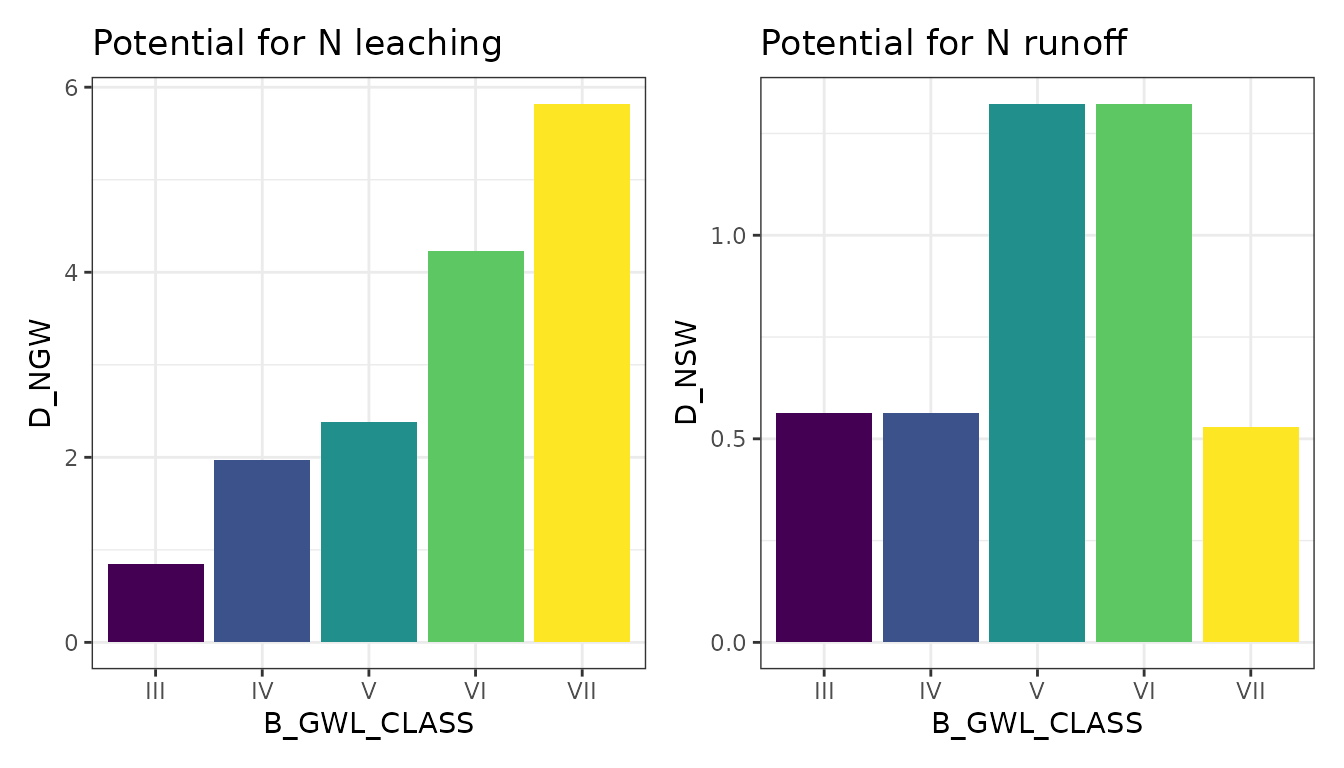 Potential for N leaching
D_NGW
6
4
2
0
III IV V VI VII
B_GWL_CLASS
Potential for N runoff
D_NSW
1.0
0.5
0.0
III IV V VI VII
B_GWL_CLASS